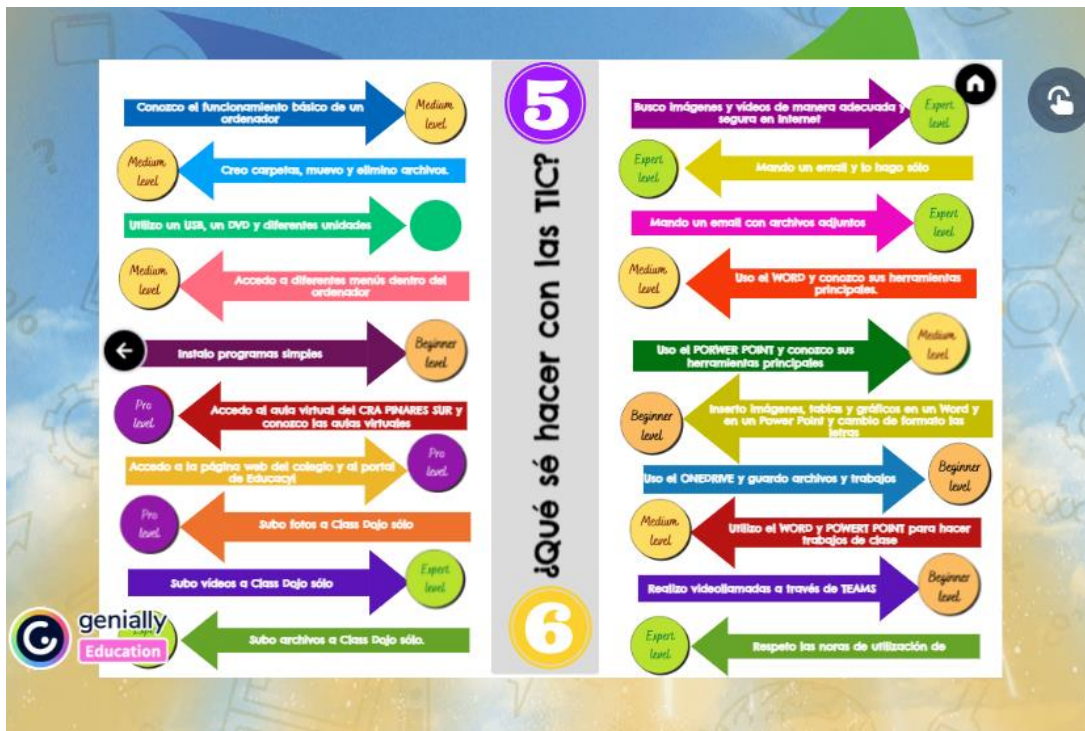 5
¿Qué sé hacer con las TIC?
6
Conozco el funcionamiento básico de un
ordenador
Medium
level
Medium
level
Creo carpetas, muevo y elimino archivos.
Utilizo un USB, un DVD y diferentes unidades
Medium
level
Accedo a diferentes menús dentro del
ordenador
Instalo programas simples
Beginner
level
Pro
level
Accedo al aula virtual del CRA PINARES SUR y
conozco las aulas virtuales
Accedo a la página web del colegio y al portal
de Educacyl
Pro
level
Pro
level
Subo fotos a Class Dojo sólo
Subo vídeos a Class Dojo sólo
Expert
level
Subo archivos a Class Dojo sólo.
genially
Education
Busco imágenes y vídeos de manera adecuada y
segura en internet
Expert
level
Expert
level
Mando un email y lo hago sólo
Mando un email con archivos adjuntos
Expert
level
Medium
level
Uso el WORD y conozco sus herramientas
principales.
Uso el PORWER POINT y conozco sus
herramientas principales
Medium
level
Beginner
level
Inserto imágenes, tablas y gráficos en un Word y
en un Power Point y cambio de formato las
letras
Uso el ONEDRIVE y guardo archivos y trabajos
Beginner
level
Medium
level
Utilizo el WORD y POWERT POINT para hacer
trabajos de clase
Realizo videollamadas a través de TEAMS
Beginner
level
Expert
level
Respeto las noras de utilización de